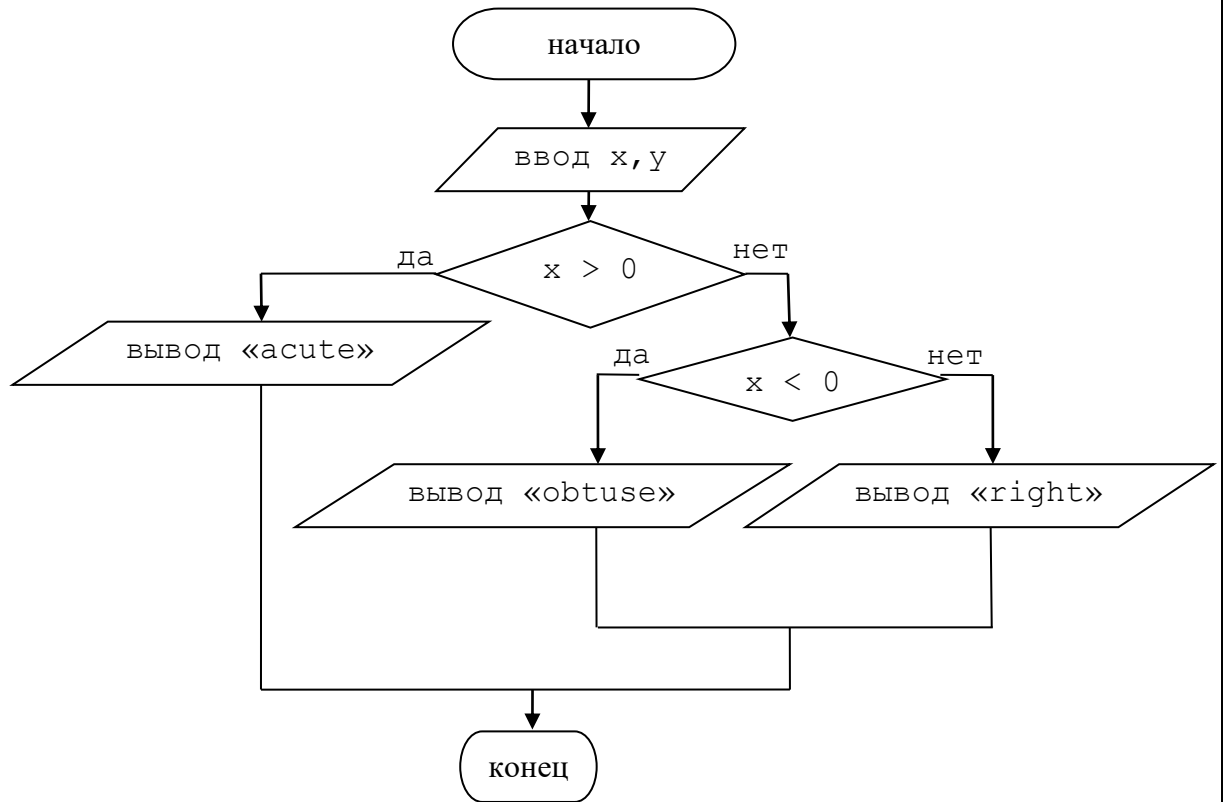 начало
ввод x,y
да
x > 0
нет
вывод «acute»
да
x < 0
нет
вывод «obtuse»
вывод «right»
конец